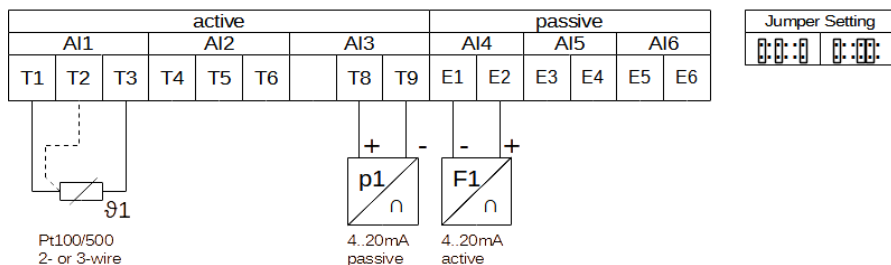 active passive Jumper Setting
AI1 AI2 AI3 AI4 AI5 AI6
T1 T2 T3 T4 T5 T6 T8 T9 E1 E2 E3 E4 E5 E6
+ - - +
p1 F1
∩ ∩
ϑ1
Pt100/500 4..20mA 4..20mA
2- or 3-wire passive active